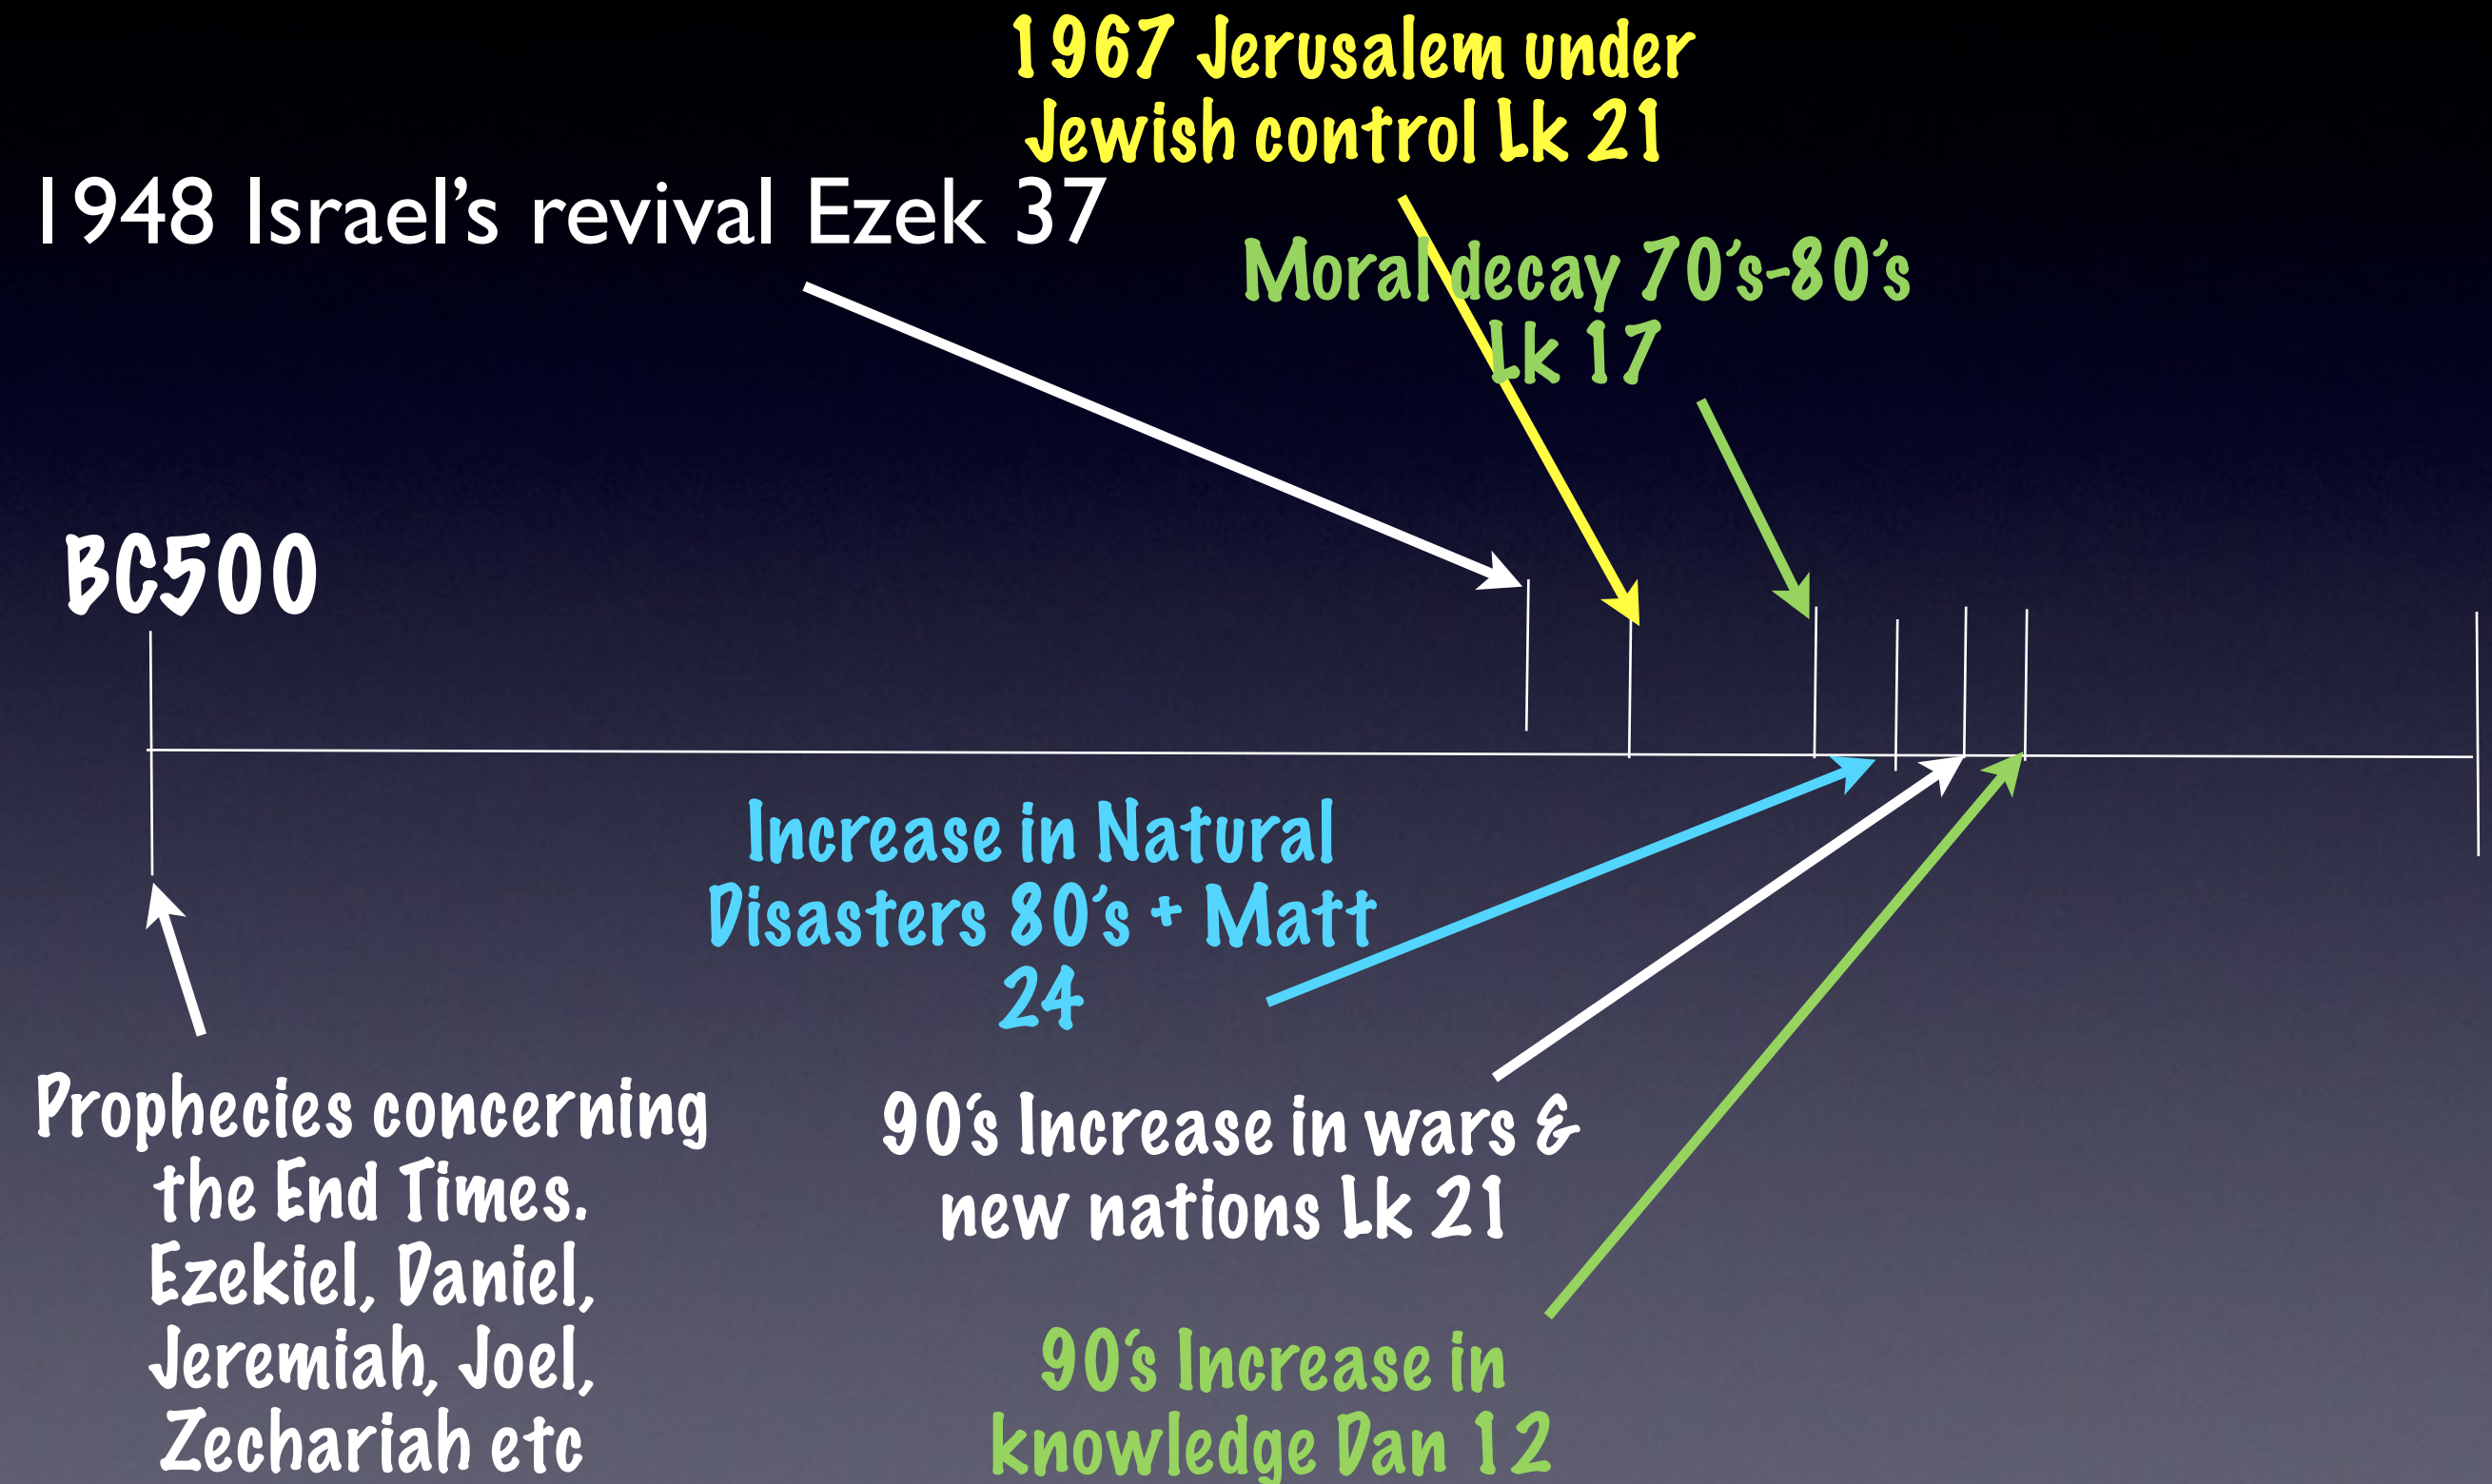 1967 Jerusalem under
Jewish control Lk 21
1948 Israel's revival Ezek 37
Moral decay 70's-80's
Lk 17
BC500
Increase in Natural
Disasters 80's + Matt
24
Prophecies concerning
the End Times.
Ezekiel, Daniel,
Jeremiah, Joel,
Zechariah etc
90's Increase in wars &
new nations Lk 21
90's Increase in
knowledge Dan 12